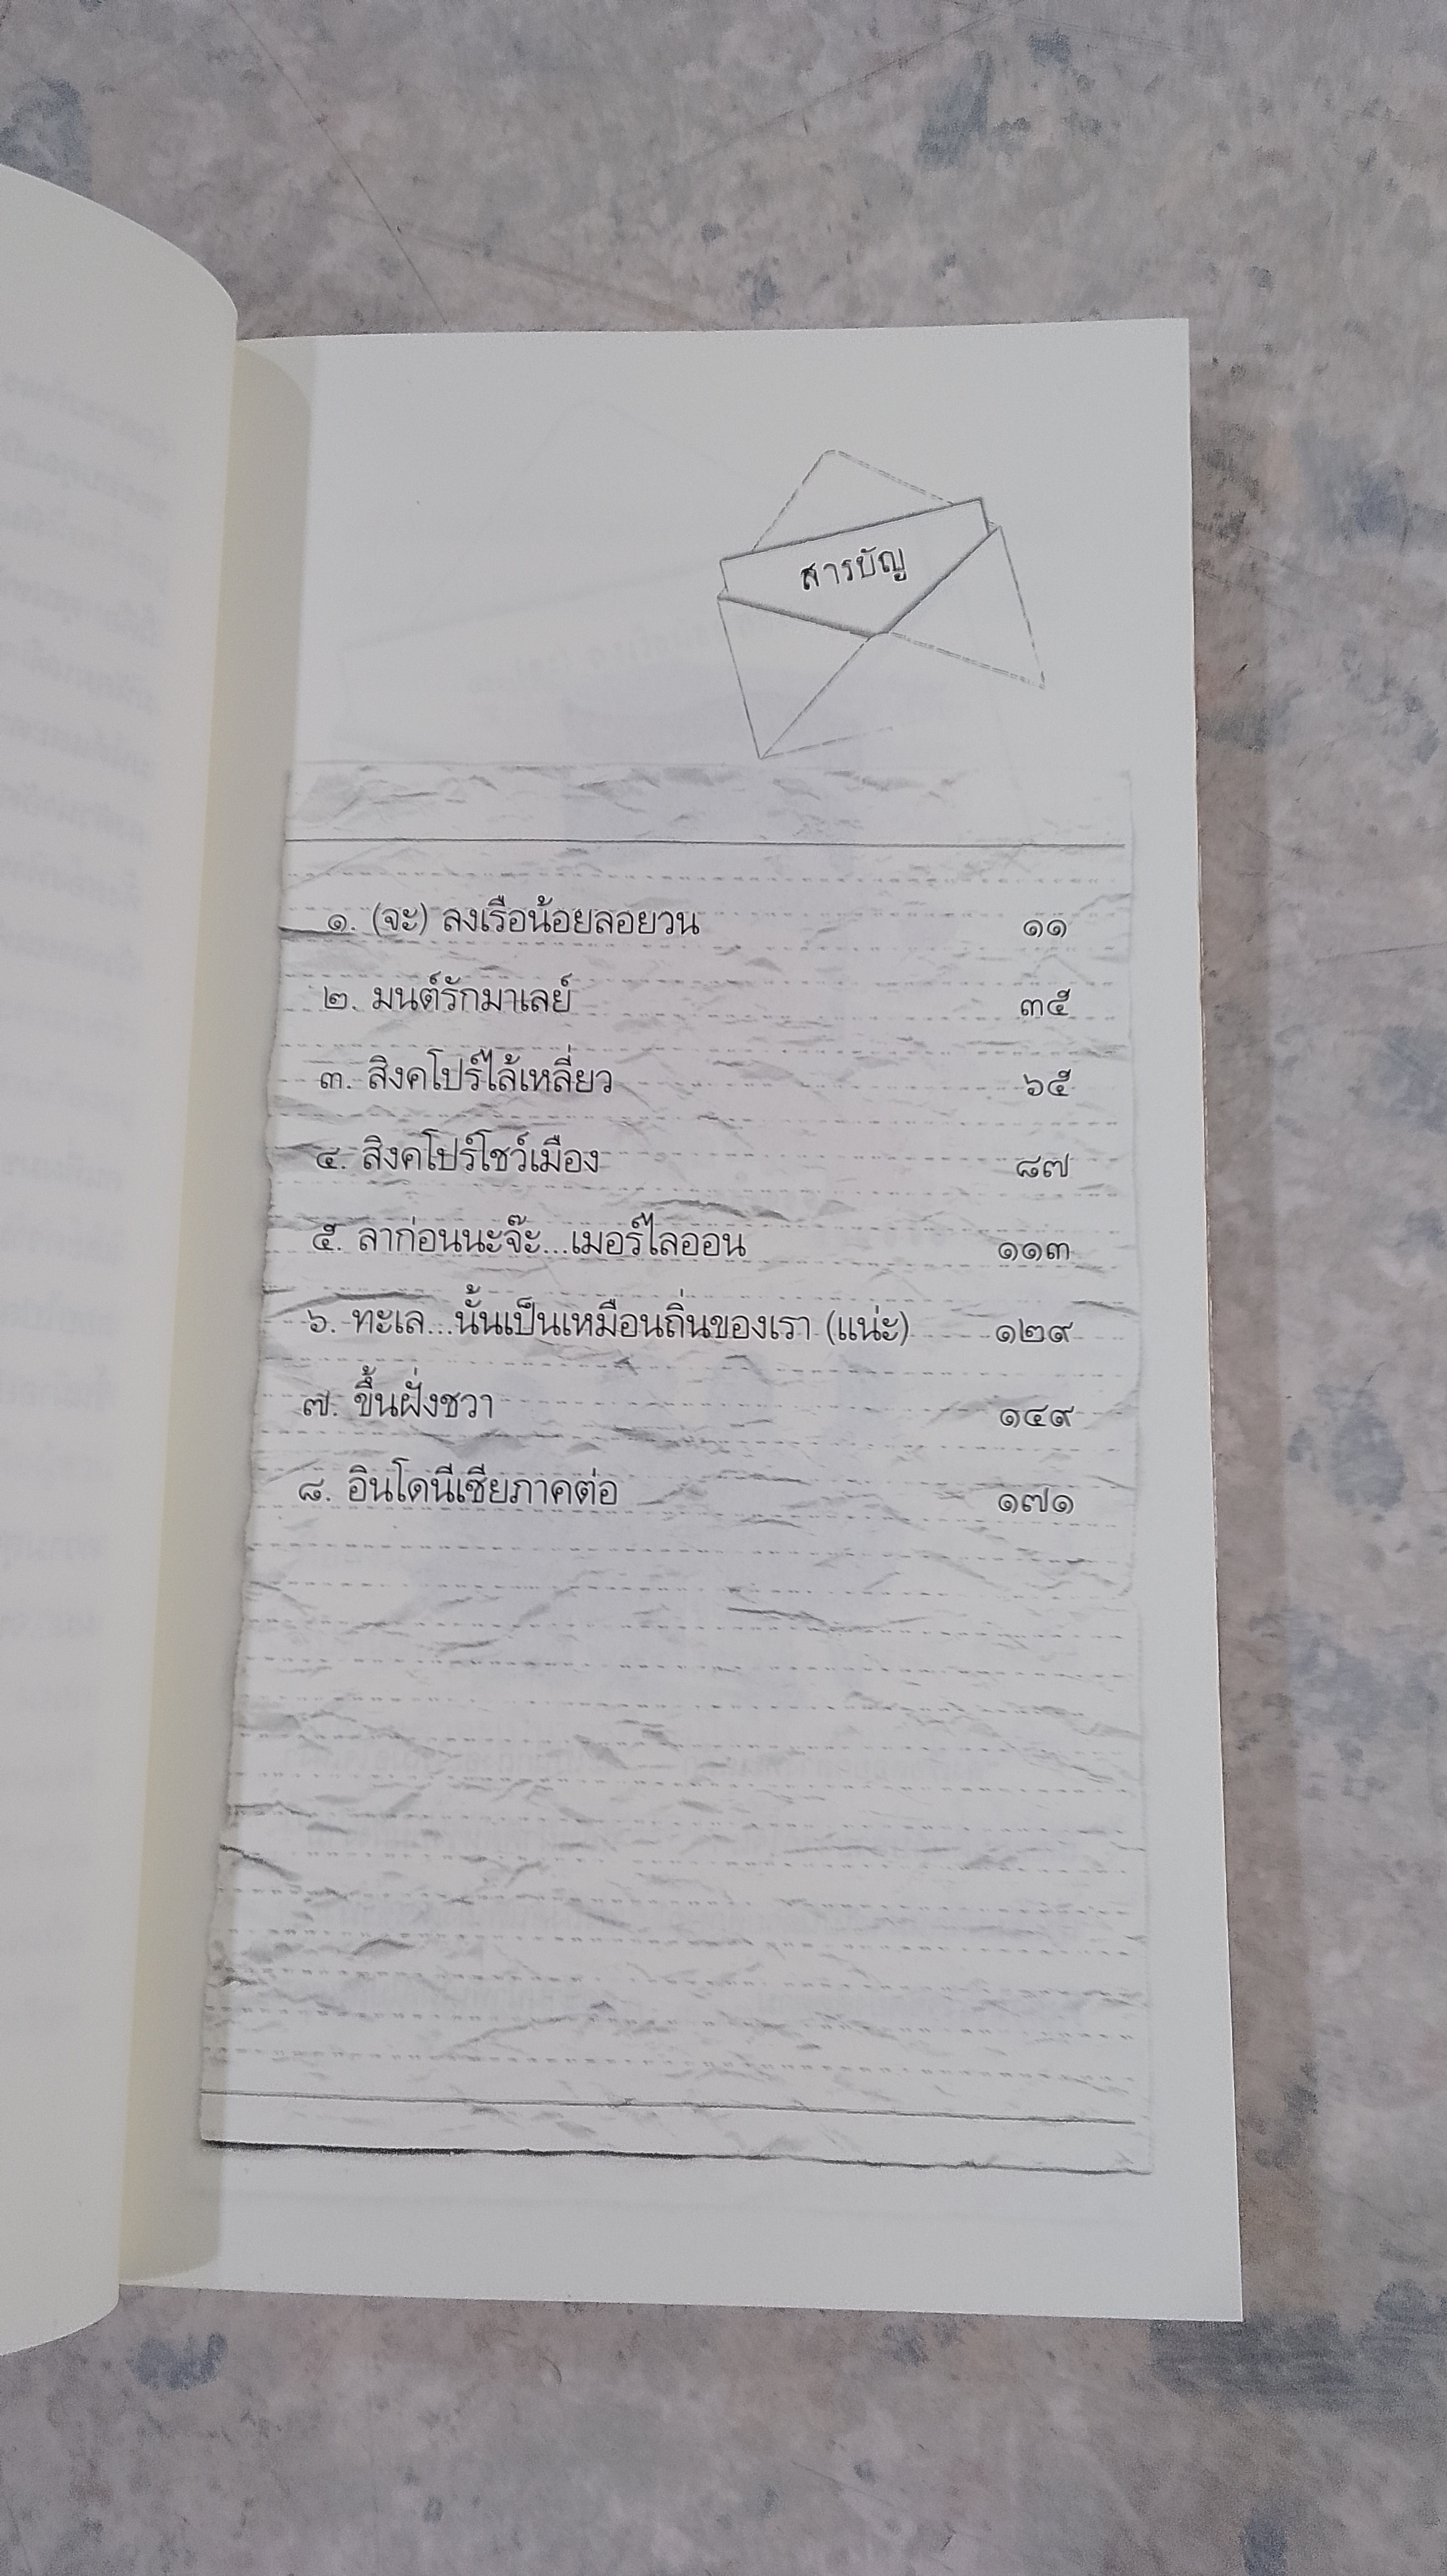 สารบัญ
๑. (จะ) ลงเรือน้อยลอยวน ๑๑
๒. มนต์รักมาเลย์ ๓๕
๓. สิงคโปร์ไล้เหลี่ยว ๖๕
๔. สิงคโปร์โชว์เมือง ๘๗
๕. ลาก่อนนะจ๊ะ...เมอร์ไลออน ๑๑๓
๖. ทะเล...นั้นเป็นเหมือนถิ่นของเรา (แน่ะ) ๑๒๙
๗. ขึ้นฝั่งชวา ๑๔๙
๘. อินโดนีเซียภาคต่อ ๑๗๑